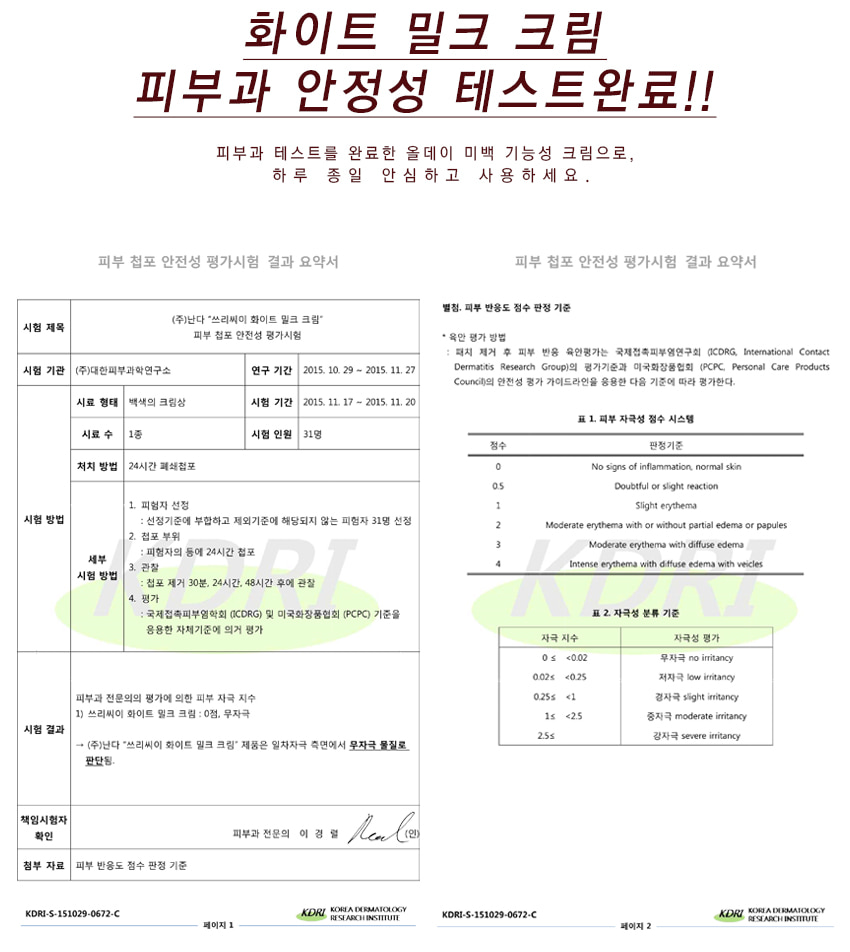 화이트 밀크 크림
피부과 안정성 테스트완료!!
피부과 테스트를 완료한 올데이 미백 기능성 크림으로,
하루 종일 안심하고 사용하세요.
피부 첩포 안전성 평가시험 결과 요약서
시험 제목
(주)난다 "쓰리씨이 화이트 밀크 크림"
피부 첩포 안전성 평가시험
시험 기관 (주)대한피부과학연구소 연구 기간 2015. 10. 29 ~ 2015. 11. 27
시험 방법
시료 형태 백색의 크림상 시험 기간 2015. 11. 17 ~ 2015. 11. 20
시료 수 1종 시험 인원 31명
처치 방법 24시간 폐쇄첩포
세부
시험 방법
1. 피험자 선정
: 선정기준에 부합하고 제외기준에 해당되지 않는 피험자 31명 선정
2. 첩포 부위
: 피험자의 등에 24시간 첩포
3. 관찰
: 첩포 제거 30분, 24시간, 48시간 후에 관찰
4. 평가
: 국제접촉피부염학회 (ICDRG) 및 미국화장품협회 (PCPC) 기준을
응용한 자체기준에 의거 평가
KDRI
시험 결과
피부과 전문의의 평가에 의한 피부 자극 지수
1) 쓰리씨이 화이트 밀크 크림 : 0점, 무자극
→ (주)난다 "쓰리씨이 화이트 밀크 크림" 제품은 일차자극 측면에서 무자극 물질로
판단됨.
책임시험자
확인
피부과 전문의 이 경 렬 (인)
첨부 자료 피부 반응도 점수 판정 기준
KDRI-S-151029-0672-C
페이지 1
KDRI KOREA DERMATOLOGY
RESEARCH INSTITUTE
피부 첩포 안전성 평가시험 결과 요약서
별첨. 피부 반응도 점수 판정 기준
* 육안 평가 방법
: 패치 제거 후 피부 반응 육안평가는 국제접촉피부염연구회 (ICDRG, International Contact
Dermatitis Research Group)의 평가기준과 미국화장품협회 (PCPC, Personal Care Products
Council)의 안전성 평가 가이드라인을 응용한 다음 기준에 따라 평가한다.
표 1. 피부 자극성 점수 시스템
점수 판정기준
0 No signs of inflammation, normal skin
0.5 Doubtful or slight reaction
1 Slight erythema
2 Moderate erythema with or without partial edema or papules
3 Moderate erythema with diffuse edema
4 Intense erythema with diffuse edema with veicles
KDRI
표 2. 자극성 분류 기준
자극 지수 자극성 평가
0 ≤ <0.02 무자극 no irritancy
0.02≤ <0.25 저자극 low irritancy
0.25≤ <1 경자극 slight irritancy
1≤ <2.5 중자극 moderate irritancy
2.5≤ 강자극 severe irritancy
KDRI-S-151029-0672-C
페이지 2
KDRI KOREA DERMATOLOGY
RESEARCH INSTITUTE